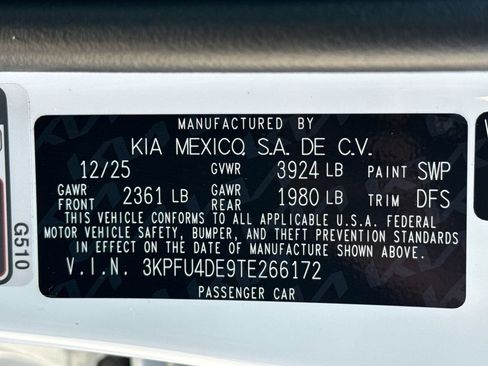 MANUFACTURED BY
KIA MEXICO, S.A. DE C.V.
12/25 GVWR 3924 LB PAINT SWP
GAWR FRONT 2361 LB GAWR REAR 1980 LB TRIM DFS
THIS VEHICLE CONFORMS TO ALL APPLICABLE U.S.A. FEDERAL
MOTOR VEHICLE SAFETY, BUMPER, AND THEFT PREVENTION STANDARDS
IN EFFECT ON THE DATE OF MANUFACTURE SHOWN ABOVE.
V.I.N. 3KPFU4DE9TE266172
PASSENGER CAR
G510